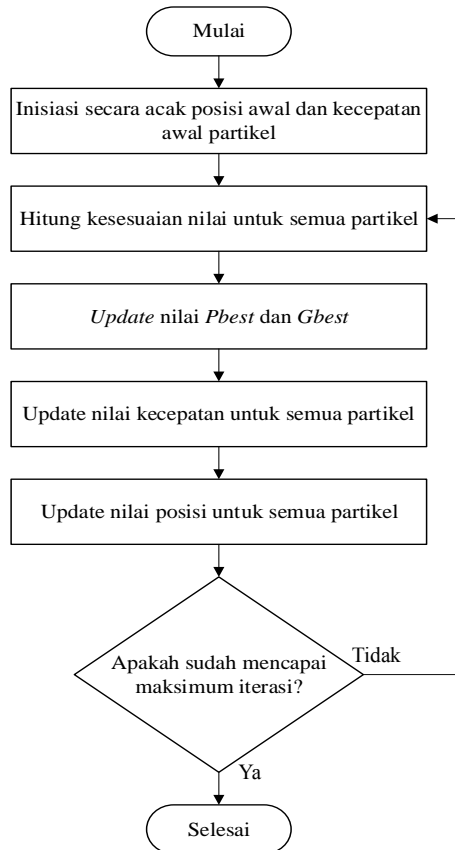 Mulai
Inisiasi secara acak posisi awal dan kecepatan
awal partikel
Hitung kesesuaian nilai untuk semua partikel
Update nilai Pbest dan Gbest
Update nilai kecepatan untuk semua partikel
Update nilai posisi untuk semua partikel
Apakah sudah mencapai
maksimum iterasi?
Tidak
Ya
Selesai